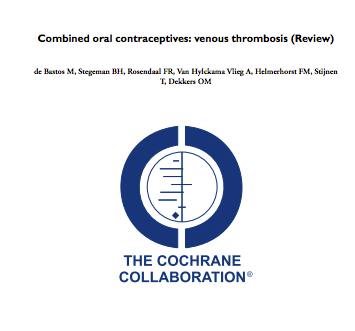 Combined oral contraceptives: venous thrombosis (Review)
de Bastos M, Stegeman BH, Rosendaal FR, Van Hylckama Vlieg A, Helmerhorst FM, Stijnen
T, Dekkers OM
THE COCHRANE
COLLABORATION®